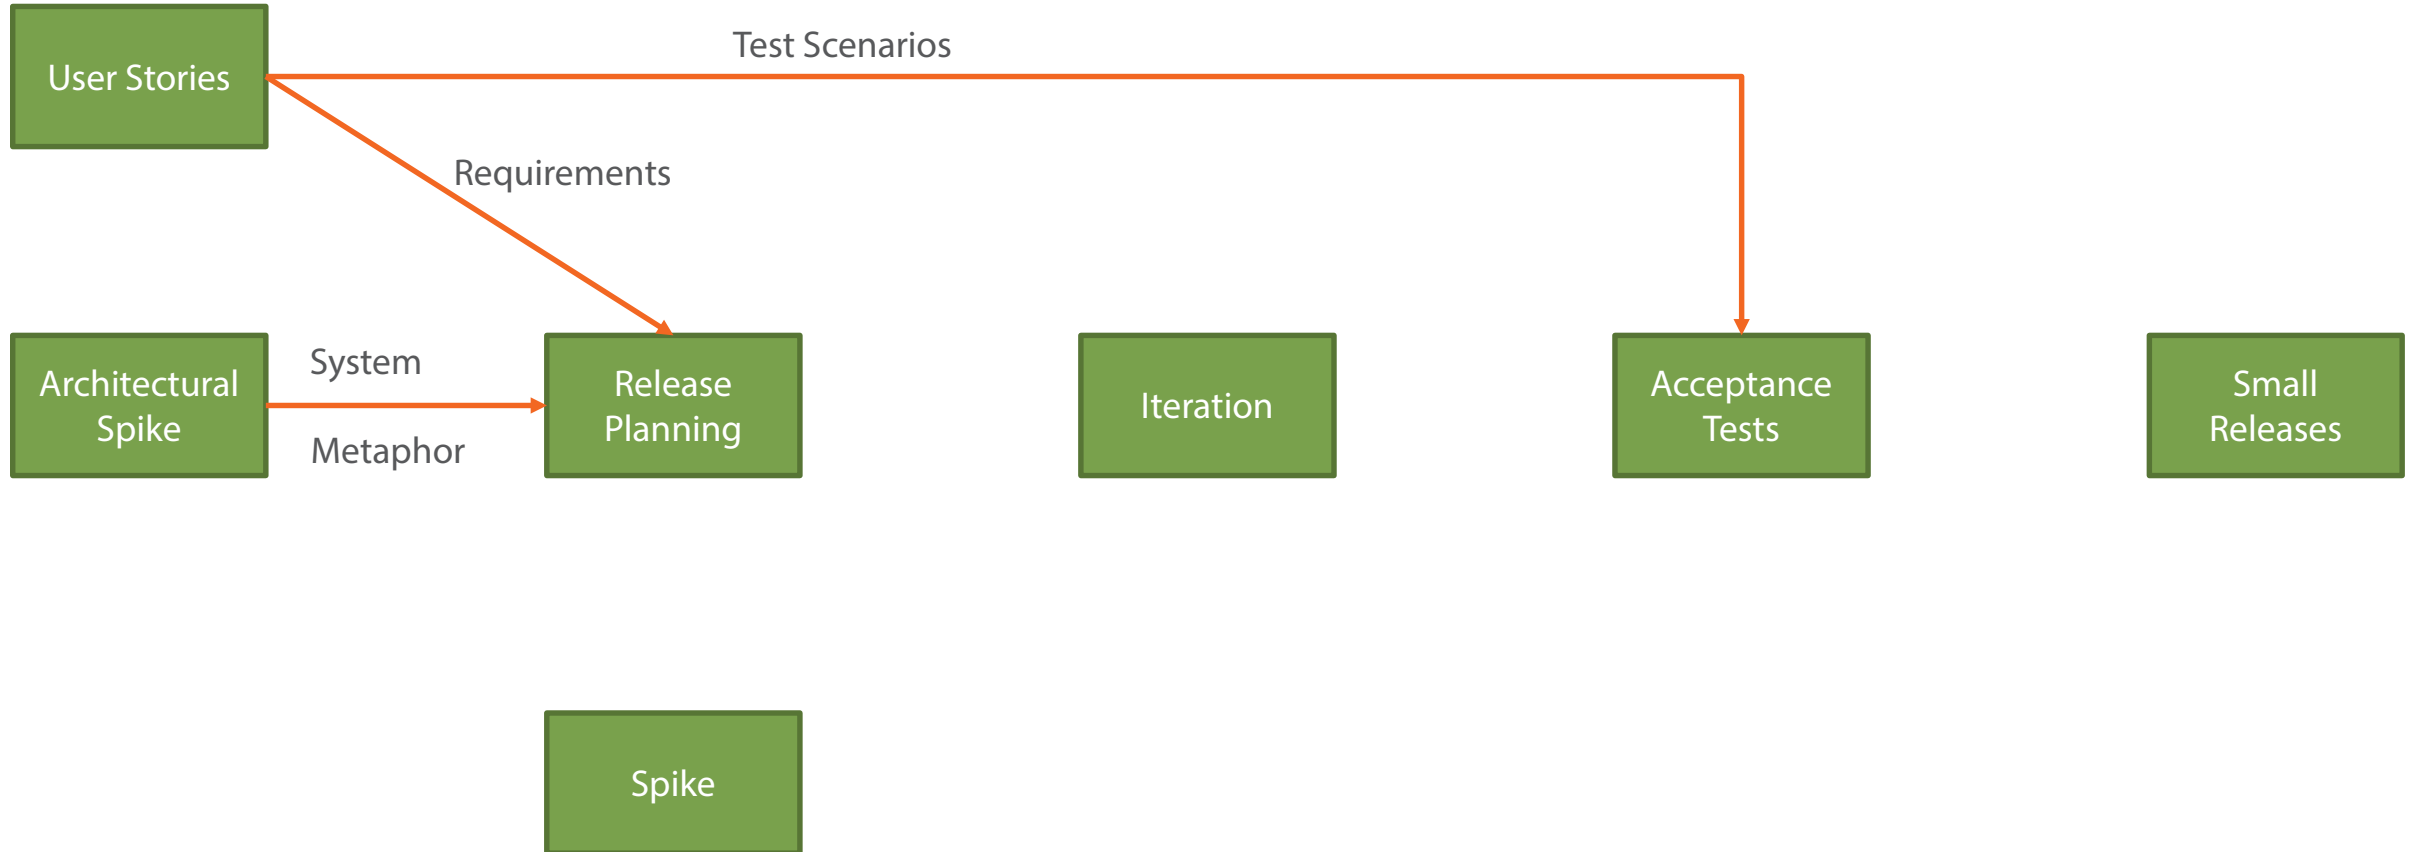 Test Scenarios
User Stories
Requirements
System
Architectural
Spike
Metaphor
Release
Planning
Iteration
Acceptance
Tests
Small
Releases
Spike